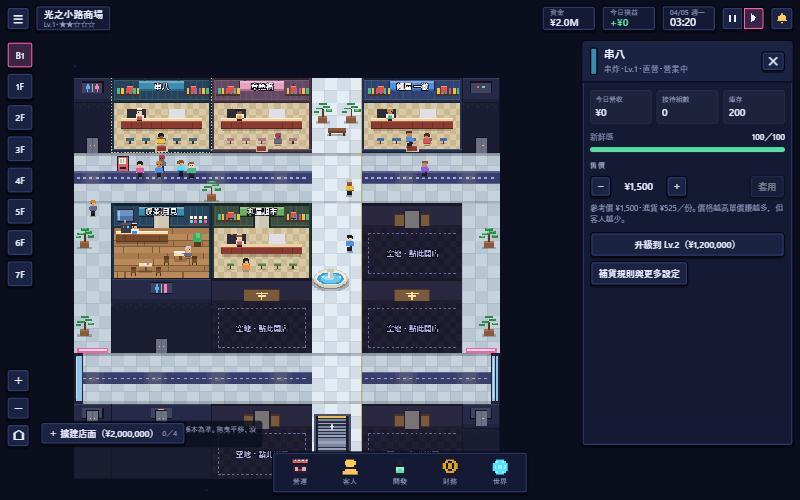 光之小路商場
Lv.1·★☆☆☆☆
資金
¥2.0M
今日損益
+¥0
04/05 週一
03:20
B1
1F
2F
3F
4F
5F
6F
7F
串八
串八
串炸·Lv.1·直營·營業中
今日營收
¥0
接待組數
0
庫存
200
新鮮感
100/100
售價
¥1,500
套用
參考價 ¥1,500·進貨 ¥525／份。價格越高單價賺越多，但
客人越少。
升級到 Lv.2（¥1,200,000）
補貨規則與更多設定
空地·點此開店
空地·點此開店
空地·點此開店
+ 擴建店面（¥2,000,000） 0/4
營運
客人
開發
財務
世界